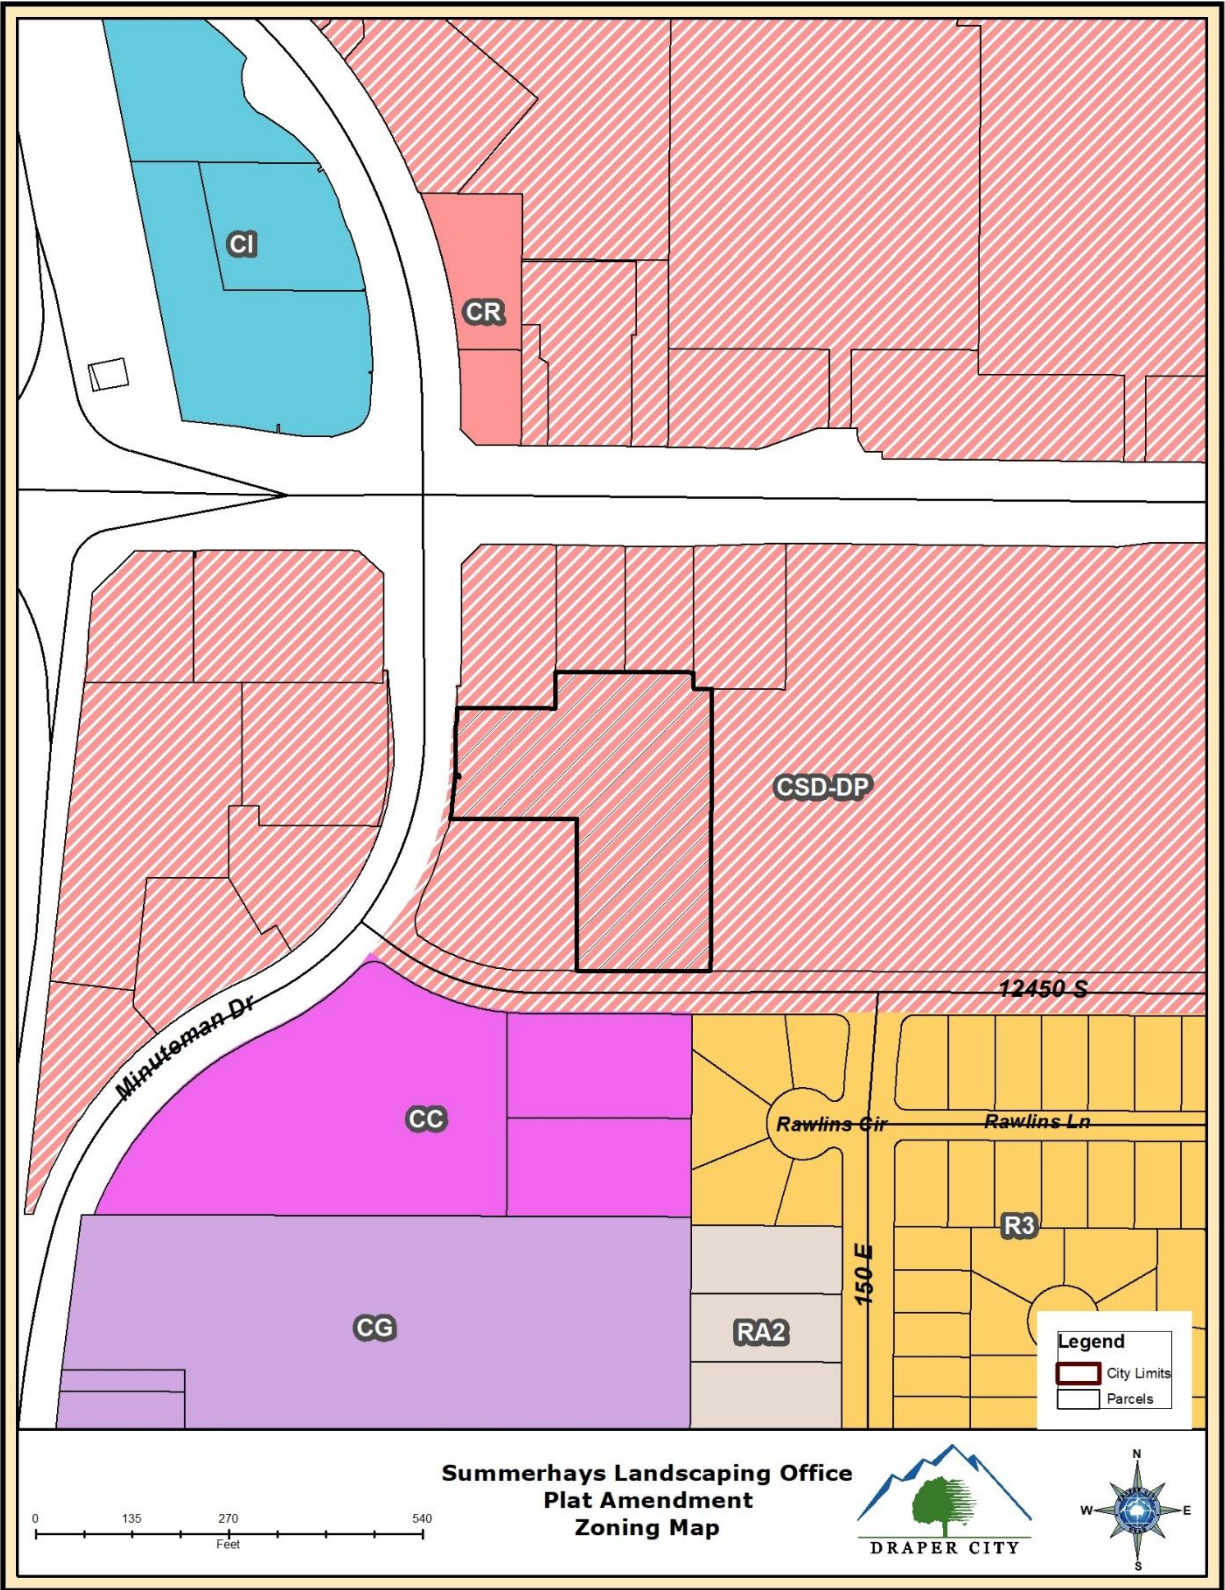 CI
CR
CSD-DP
12450 S
Minuteman Dr
CC
Rawlins Cir
Rawlins Ln
R3
150 E
CG
RA2
Legend
City Limits
Parcels
Summerhays Landscaping Office
Plat Amendment
Zoning Map
0 135 270 540
Feet
DRAPER CITY
N
W E
S